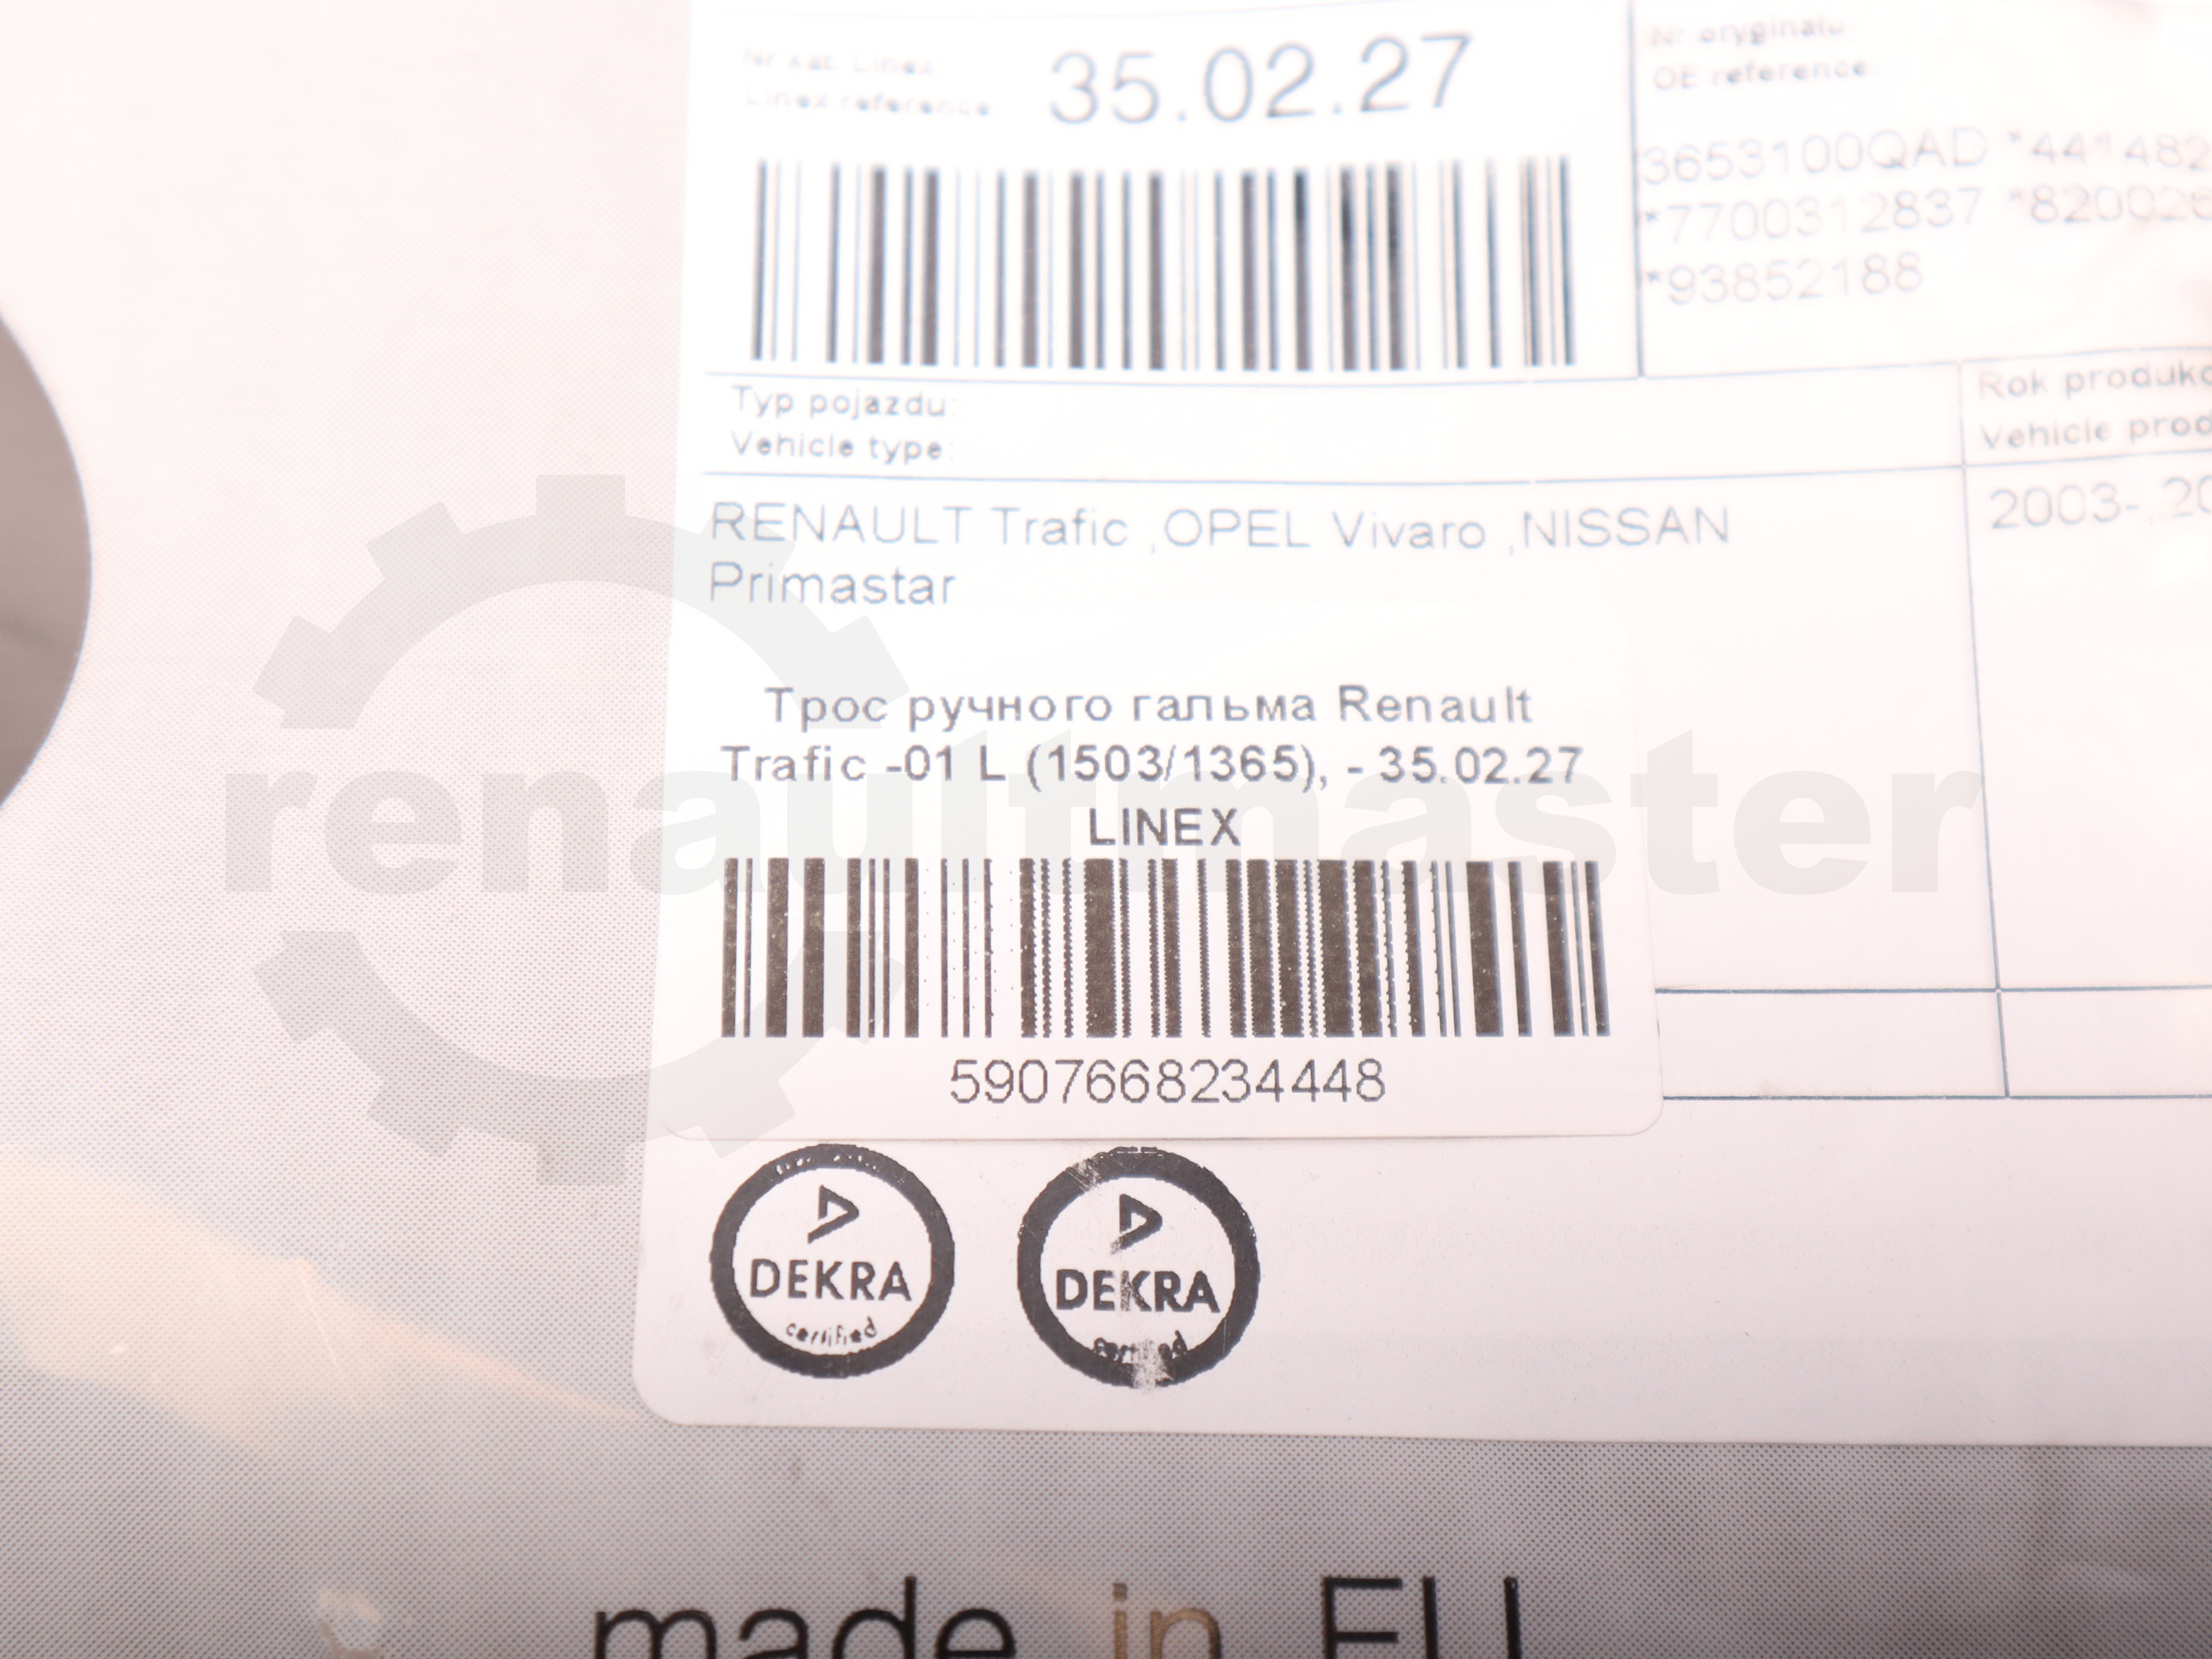 Nr kat. Linex:
Linex reference: 35.02.27
Nr oryginału
OE reference
3653100QAD *441482
*7700312837 *82002
*93852188
Typ pojazdu:
Vehicle type:
Rok produkc
Vehicle prod
RENAULT Trafic ,OPEL Vivaro ,NISSAN
Primastar
2003-,20
Трос ручного гальма Renault
Trafic -01 L (1503/1365), - 35.02.27
LINEX
5907668234448
renaultmaster
DEKRA
certified
DEKRA
certified
made in EU